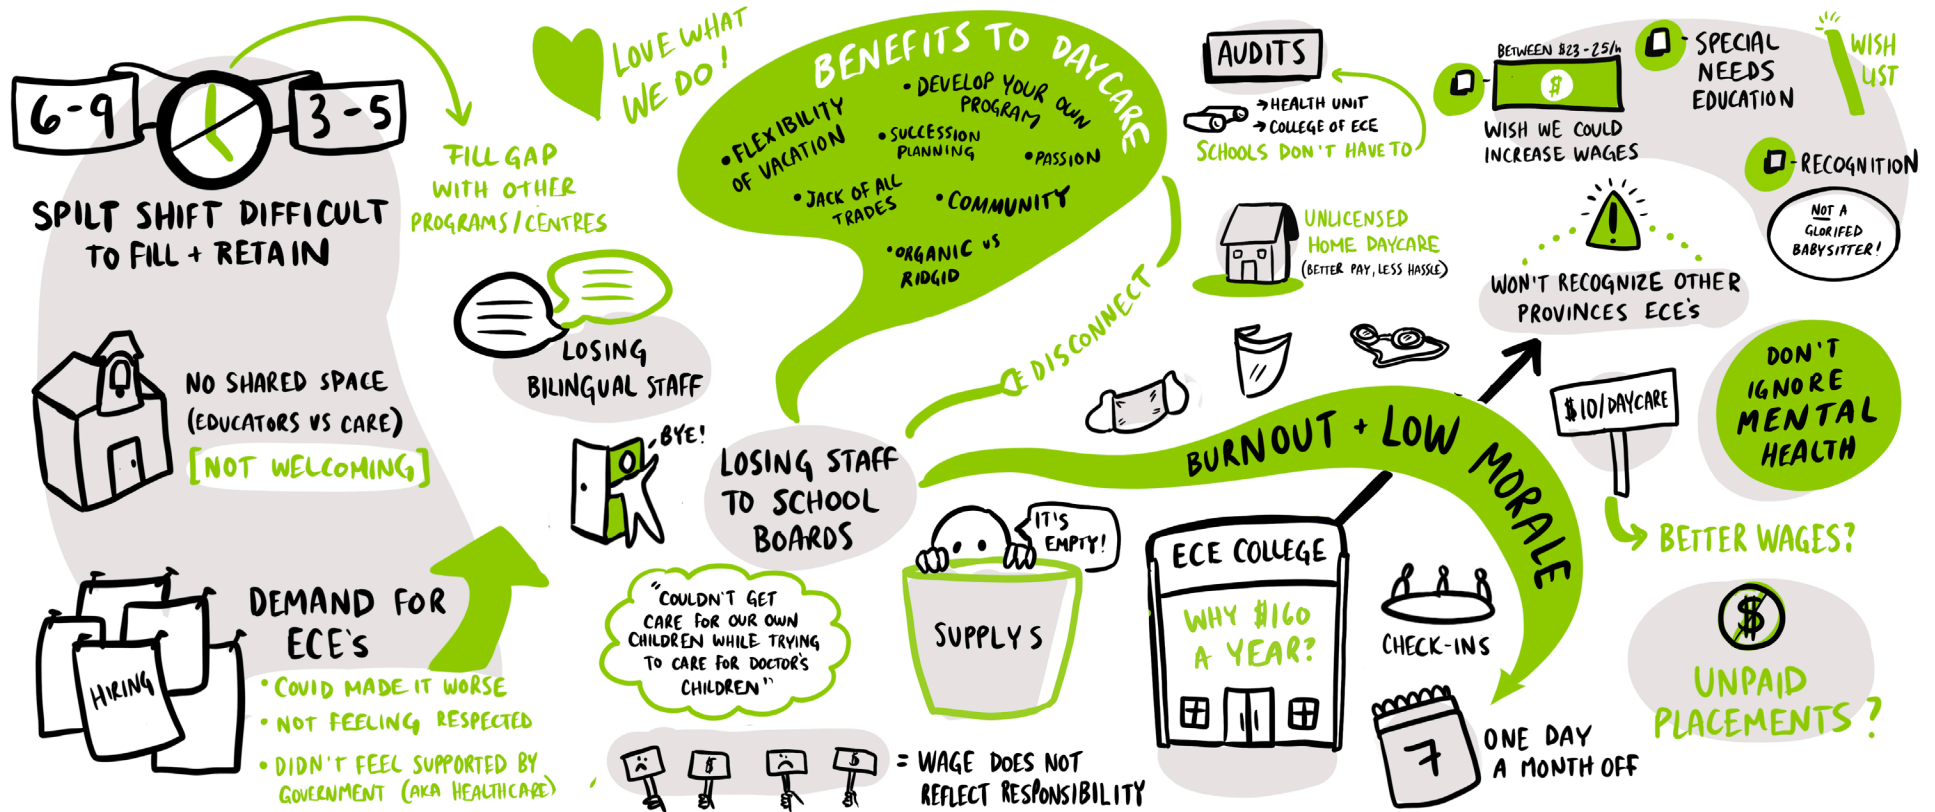 6-9
3-5
SPILT SHIFT DIFFICULT
TO FILL + RETAIN
FILL GAP
WITH OTHER
PROGRAMS/CENTRES
LOVE WHAT
WE DO!
NO SHARED SPACE
(EDUCATORS VS CARE)
[NOT WELCOMING]
LOSING
BILINGUAL STAFF
HIRING
DEMAND FOR
ECE's
• COVID MADE IT WORSE
• NOT FEELING RESPECTED
• DIDN'T FEEL SUPPORTED BY
GOVERNMENT (AKA HEALTHCARE)
BENEFITS TO DAYCARE
• FLEXIBILITY
OF VACATION
• DEVELOP YOUR OWN
PROGRAM
• SUCCESSION
PLANNING
• PASSION
• JACK OF ALL
TRADES
• COMMUNITY
• ORGANIC VS
RIDGID
BYE!
LOSING STAFF
TO SCHOOL
BOARDS
DISCONNECT
"COULDN'T GET
CARE FOR OUR OWN
CHILDREN WHILE TRYING
TO CARE FOR DOCTOR'S
CHILDREN"
$
$
= WAGE DOES NOT
REFLECT RESPONSIBILITY
IT'S
EMPTY!
SUPPLYS
AUDITS
→ HEALTH UNIT
→ COLLEGE OF ECE
SCHOOLS DON'T HAVE TO
UNLICENSED
HOME DAYCARE
(BETTER PAY, LESS HASSLE)
BURNOUT + LOW MORALE
ECE COLLEGE
WHY $160
A YEAR?
CHECK-INS
7
ONE DAY
A MONTH OFF
WISH
LIST
BETWEEN $23-25/h
$
WISH WE COULD
INCREASE WAGES
- SPECIAL
NEEDS
EDUCATION
- RECOGNITION
NOT A
GLORIFED
BABYSITTER!
!
WON'T RECOGNIZE OTHER
PROVINCES ECE's
$10/DAYCARE
BETTER WAGES?
DON'T
IGNORE
MENTAL
HEALTH
$
UNPAID
PLACEMENTS?